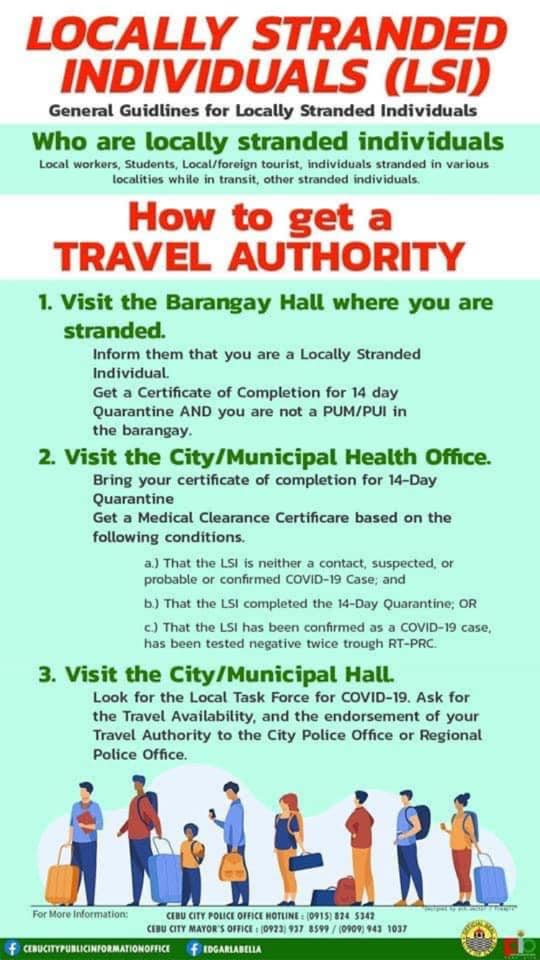 LOCALLY STRANDED
INDIVIDUALS (LSI)
General Guidlines for Locally Stranded Individuals
Who are locally stranded individuals
Local workers, Students, Local/foreign tourist, individuals stranded in various
localities while in transit, other stranded individuals.
How to get a
TRAVEL AUTHORITY
1. Visit the Barangay Hall where you are
stranded.
Inform them that you are a Locally Stranded
Individual.
Get a Certificate of Completion for 14 day
Quarantine AND you are not a PUM/PUI in
the barangay.
2. Visit the City/Municipal Health Office.
Bring your certificate of completion for 14-Day
Quarantine
Get a Medical Clearance Certificare based on the
following conditions.
a.) That the LSI is neither a contact, suspected, or
probable or confirmed COVID-19 Case; and
b.) That the LSI completed the 14-Day Quarantine; OR
c.) That the LSI has been confirmed as a COVID-19 case,
has been tested negative twice trough RT-PRC.
3. Visit the City/Municipal Hall.
Look for the Local Task Force for COVID-19. Ask for
the Travel Availability, and the endorsement of your
Travel Authority to the City Police Office or Regional
Police Office.
For More Information:
CEBU CITY POLICE OFFICE HOTLINE : (0915) 824 5342
CEBU CITY MAYOR'S OFFICE : (0923) 937 8599 / (0909) 943 1037
CEBUCITYPUBLICINFORMATIONOFFICE
EDGARLABELLA